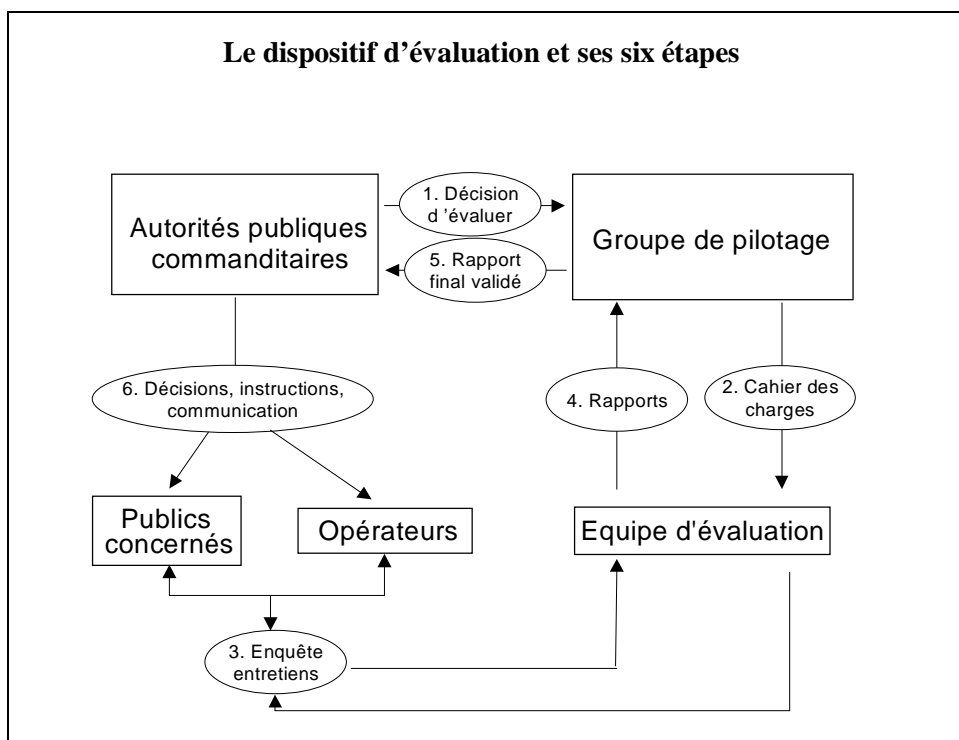 Le dispositif d’évaluation et ses six étapes
Autorités publiques
commanditaires
1. Décision
d ’évaluer
Groupe de pilotage
5. Rapport
final validé
6. Décisions, instructions,
communication
4. Rapports
2. Cahier des
charges
Publics
concernés
Opérateurs
Equipe d'évaluation
3. Enquête
entretiens